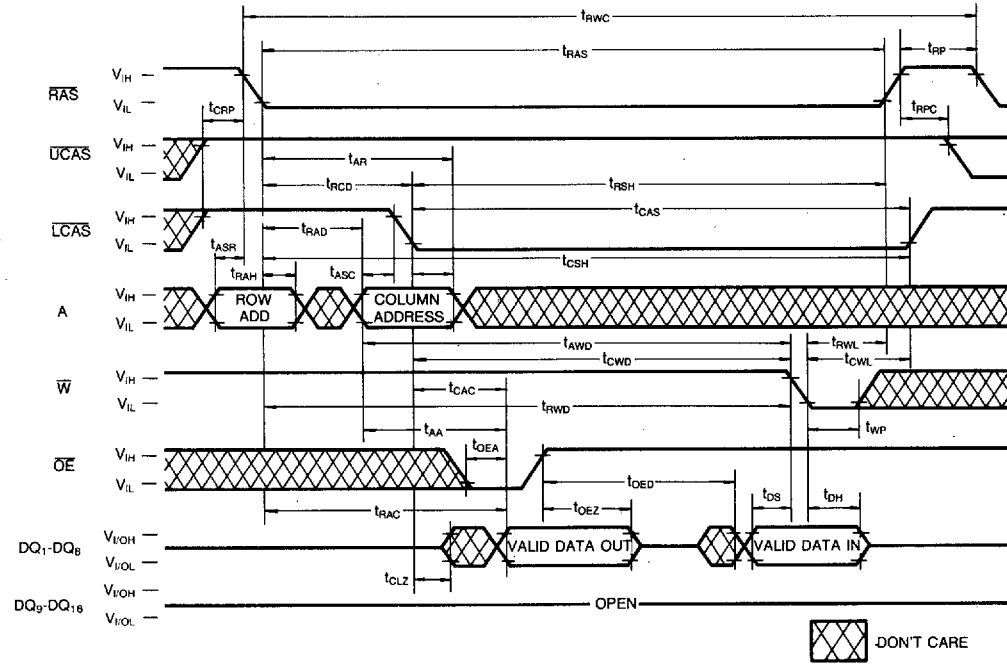 tRWC
tRAS
tRP
RAS
VIH
VIL
tCRP
tRPC
UCAS
VIH
VIL
tAR
tRCD
tRSH
LCAS
VIH
VIL
tCAS
tRAD
tASR
tCSH
tRAH
tASC
A
VIH
VIL
ROW
ADD
COLUMN
ADDRESS
tAWD
tRWL
tCWD
tCWL
W
VIH
VIL
tCAC
tRWD
tWP
tAA
OE
VIH
VIL
tOEA
tOED
tRAC
tOEZ
tDS
tDH
DQ1-DQ8
VI/OH
VI/OL
VALID DATA OUT
VALID DATA IN
tCLZ
DQ9-DQ16
VI/OH
VI/OL
OPEN
DON'T CARE